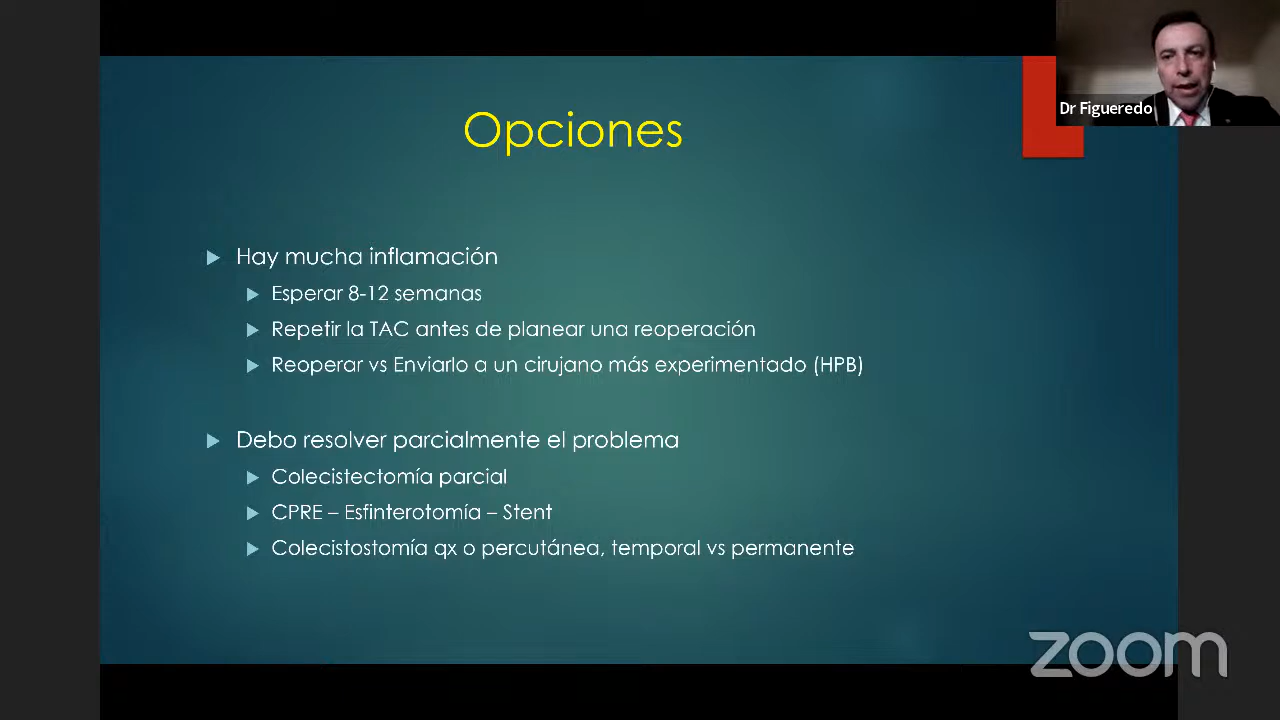 Dr Figueredo
Opciones
Hay mucha inflamación
Esperar 8-12 semanas
Repetir la TAC antes de planear una reoperación
Reoperar vs Enviarlo a un cirujano más experimentado (HPB)
Debo resolver parcialmente el problema
Colecistectomía parcial
CPRE – Esfinterotomía – Stent
Colecistostomía qx o percutánea, temporal vs permanente
zoom